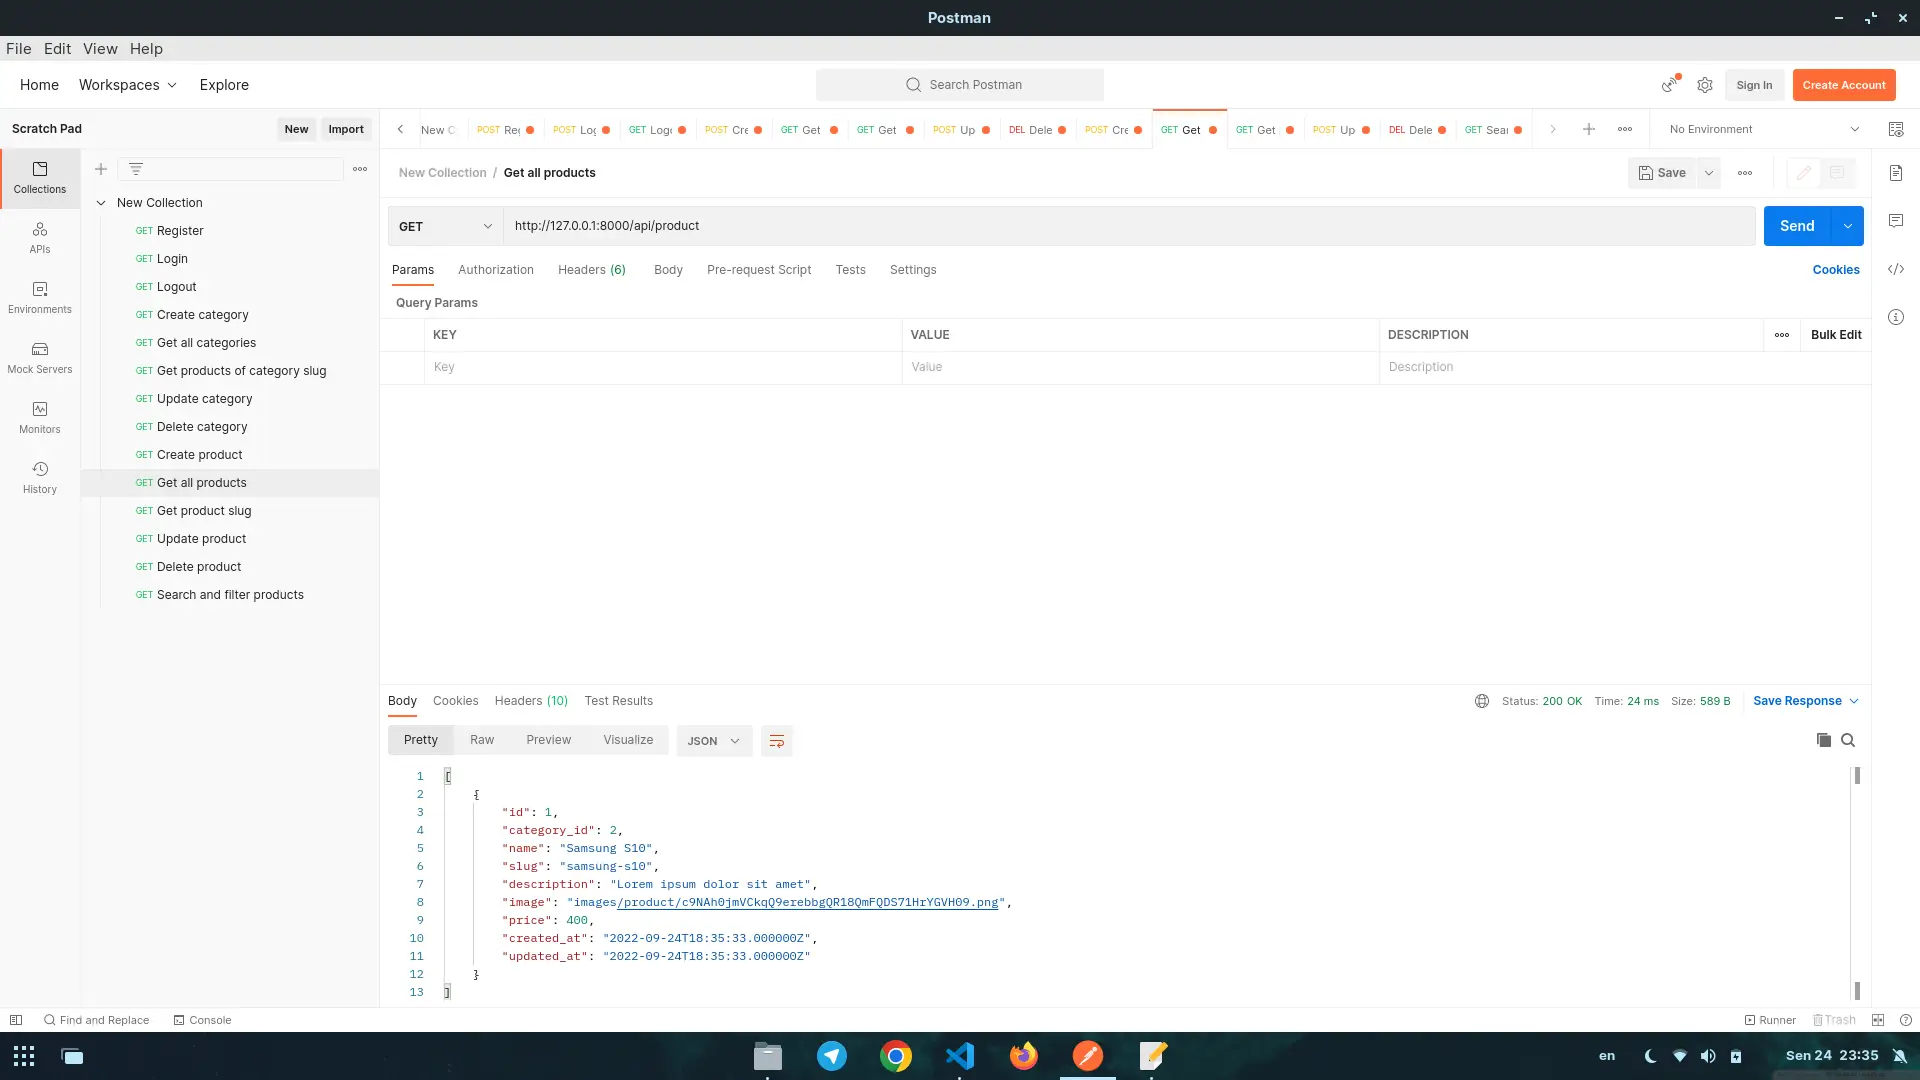 Postman
File Edit View Help
Home Workspaces Explore
Search Postman
Sign In
Create Account
Scratch Pad
New
Import
New C
POST Re
POST Log
GET Log
POST Cre
GET Get
GET Get
POST Up
DEL Dele
POST Cre
GET Get
GET Get
POST Up
DEL Dele
GET Sear
No Environment
Collections
APIs
Environments
Mock Servers
Monitors
History
New Collection
GET Register
GET Login
GET Logout
GET Create category
GET Get all categories
GET Get products of category slug
GET Update category
GET Delete category
GET Create product
GET Get all products
GET Get product slug
GET Update product
GET Delete product
GET Search and filter products
New Collection / Get all products
Save
GET
http://127.0.0.1:8000/api/product
Send
Params Authorization Headers (6) Body Pre-request Script Tests Settings
Cookies
Query Params
KEY VALUE DESCRIPTION
Bulk Edit
Key Value Description
Body Cookies Headers (10) Test Results
Status: 200 OK Time: 24 ms Size: 589 B
Save Response
Pretty Raw Preview Visualize
JSON
1 [
2 {
3 "id": 1,
4 "category_id": 2,
5 "name": "Samsung S10",
6 "slug": "samsung-s10",
7 "description": "Lorem ipsum dolor sit amet",
8 "image": "images/product/c9NAh0jmVCkqQ9erebbgQR18QmFQDS71HrYGVH09.png",
9 "price": 400,
10 "created_at": "2022-09-24T18:35:33.000000Z",
11 "updated_at": "2022-09-24T18:35:33.000000Z"
12 }
13 ]
Find and Replace
Console
Runner
Trash
en
Sen 24 23:35